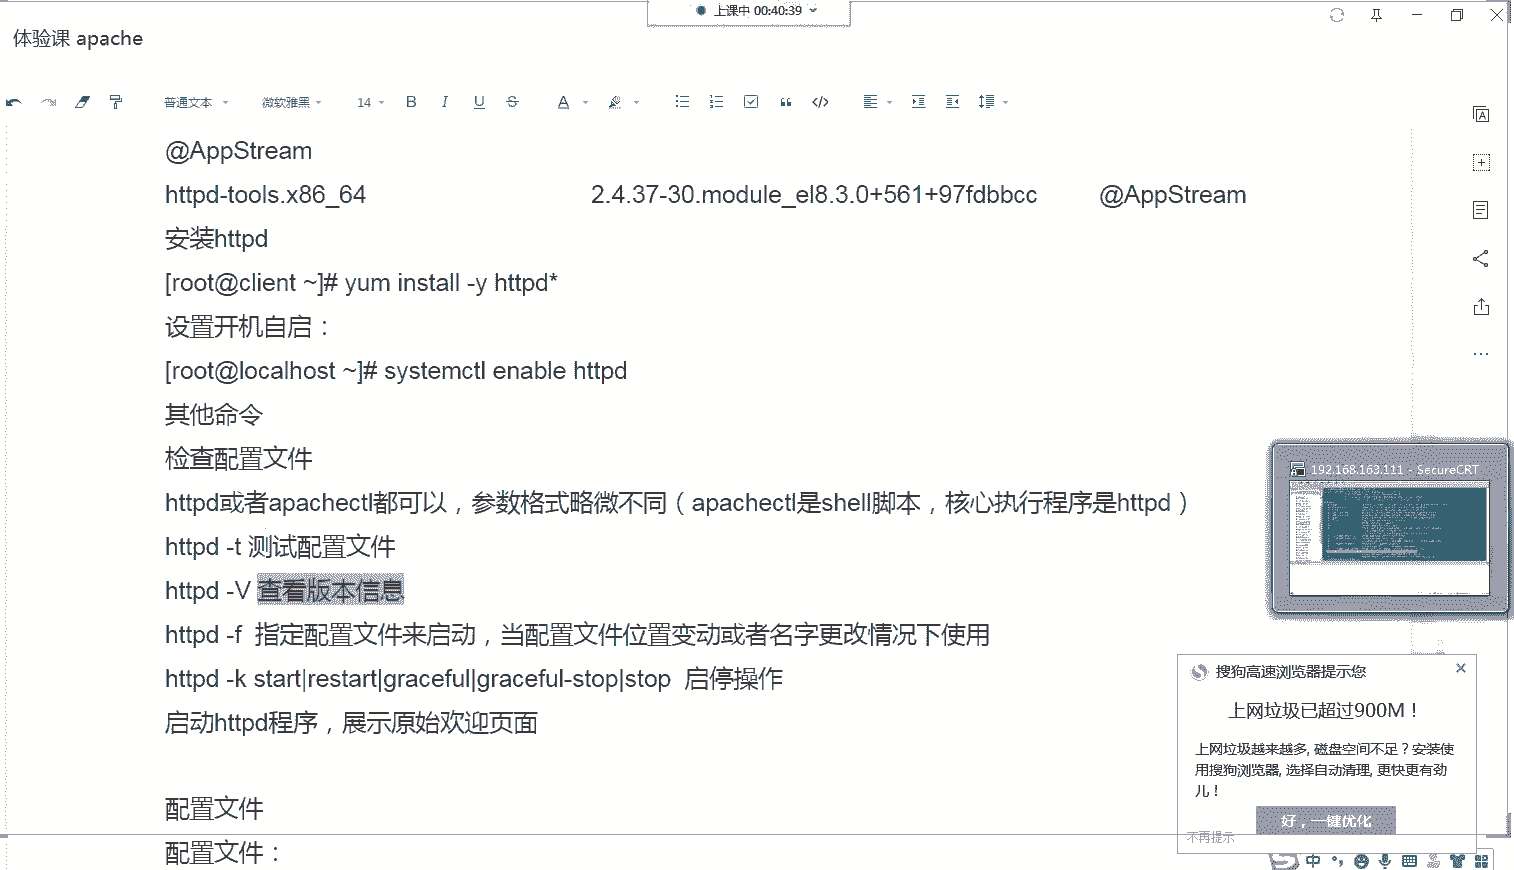 上课中 00:40:39
体验课 apache
普通文本 微软雅黑 14 B I U S A
@AppStream
httpd-tools.x86_64 2.4.37-30.module_el8.3.0+561+97fdbbcc @AppStream
安装httpd
[root@client ~]# yum install -y httpd*
设置开机自启：
[root@localhost ~]# systemctl enable httpd
其他命令
检查配置文件
httpd或者apachectl都可以，参数格式略微不同（apachectl是shell脚本，核心执行程序是httpd）
httpd -t 测试配置文件
httpd -V 查看版本信息
httpd -f 指定配置文件来启动，当配置文件位置变动或者名字更改情况下使用
httpd -k start|restart|graceful|graceful-stop|stop 启停操作
启动httpd程序，展示原始欢迎页面
配置文件
配置文件：
192.168.163.111 - SecureCRT
搜狗高速浏览器提示您
上网垃圾已超过900M！
上网垃圾越来越多, 磁盘空间不足？安装使
用搜狗浏览器, 选择自动清理, 更快更有劲
儿！
好，一键优化
不再提示
中